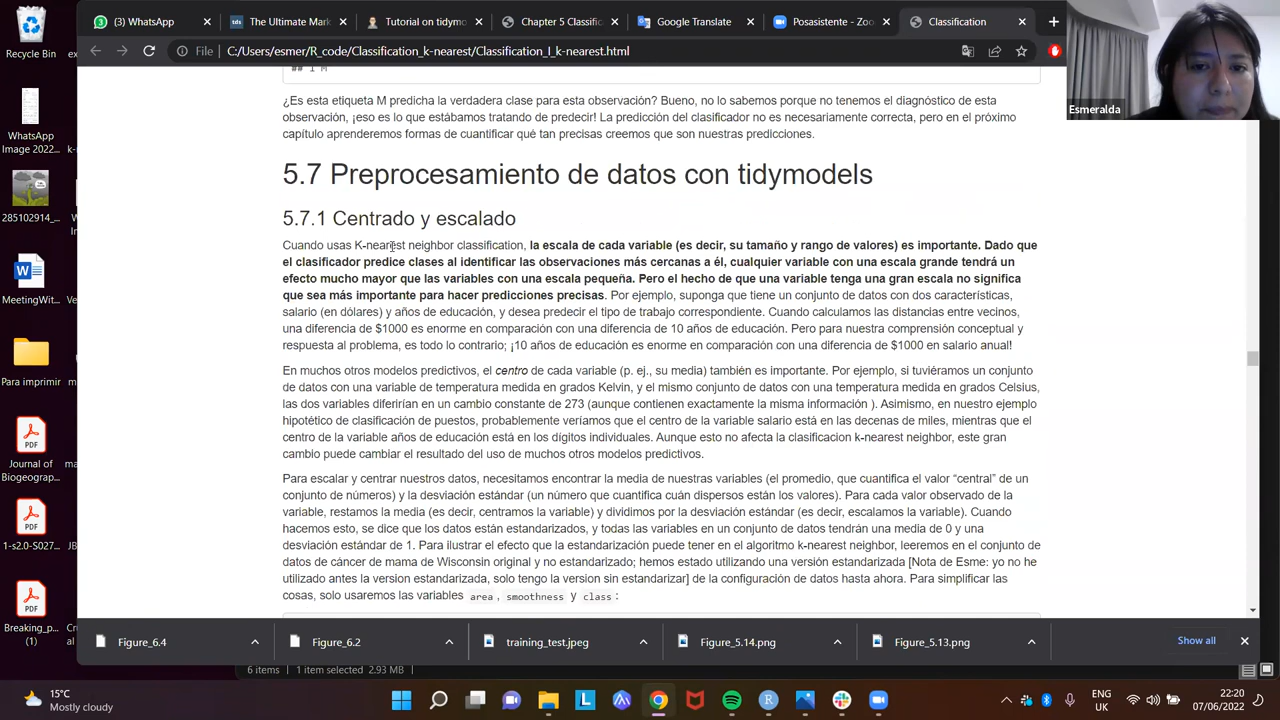 (3) WhatsApp
The Ultimate Mark
Tutorial on tidymo
Chapter 5 Classific
Google Translate
Posasistente - Zoo
Classification
File
C:/Users/esmer/R_code/Classification_k-nearest/Classification_I_k-nearest.html
Esmeralda
Recycle Bin
WhatsApp
Image 2022...
285102914_...
MeetingWit...
Para imprimir
Journal of
Biogeograp...
1-s2.0-S027...
Breaking_p...
(1)
## 1 M
¿Es esta etiqueta M predicha la verdadera clase para esta observación? Bueno, no lo sabemos porque no tenemos el diagnóstico de esta
observación, ¡eso es lo que estábamos tratando de predecir! La predicción del clasificador no es necesariamente correcta, pero en el próximo
capítulo aprenderemos formas de cuantificar qué tan precisas creemos que son nuestras predicciones.
5.7 Preprocesamiento de datos con tidymodels
5.7.1 Centrado y escalado
Cuando usas K-nearest neighbor classification, la escala de cada variable (es decir, su tamaño y rango de valores) es importante. Dado que
el clasificador predice clases al identificar las observaciones más cercanas a él, cualquier variable con una escala grande tendrá un
efecto mucho mayor que las variables con una escala pequeña. Pero el hecho de que una variable tenga una gran escala no significa
que sea más importante para hacer predicciones precisas. Por ejemplo, suponga que tiene un conjunto de datos con dos características,
salario (en dólares) y años de educación, y desea predecir el tipo de trabajo correspondiente. Cuando calculamos las distancias entre vecinos,
una diferencia de $1000 es enorme en comparación con una diferencia de 10 años de educación. Pero para nuestra comprensión conceptual y
respuesta al problema, es todo lo contrario; ¡10 años de educación es enorme en comparación con una diferencia de $1000 en salario anual!
En muchos otros modelos predictivos, el centro de cada variable (p. ej., su media) también es importante. Por ejemplo, si tuviéramos un conjunto
de datos con una variable de temperatura medida en grados Kelvin, y el mismo conjunto de datos con una temperatura medida en grados Celsius,
las dos variables diferirían en un cambio constante de 273 (aunque contienen exactamente la misma información ). Asimismo, en nuestro ejemplo
hipotético de clasificación de puestos, probablemente veríamos que el centro de la variable salario está en las decenas de miles, mientras que el
centro de la variable años de educación está en los dígitos individuales. Aunque esto no afecta la clasificacion k-nearest neighbor, este gran
cambio puede cambiar el resultado del uso de muchos otros modelos predictivos.
Para escalar y centrar nuestros datos, necesitamos encontrar la media de nuestras variables (el promedio, que cuantifica el valor “central” de un
conjunto de números) y la desviación estándar (un número que cuantifica cuán dispersos están los valores). Para cada valor observado de la
variable, restamos la media (es decir, centramos la variable) y dividimos por la desviación estándar (es decir, escalamos la variable). Cuando
hacemos esto, se dice que los datos están estandarizados, y todas las variables en un conjunto de datos tendrán una media de 0 y una
desviación estándar de 1. Para ilustrar el efecto que la estandarización puede tener en el algoritmo k-nearest neighbor, leeremos en el conjunto de
datos de cáncer de mama de Wisconsin original y no estandarizado; hemos estado utilizando una versión estandarizada [Nota de Esme: yo no he
utilizado antes la version estandarizada, solo tengo la version sin estandarizar] de la configuración de datos hasta ahora. Para simplificar las
cosas, solo usaremos las variables area , smoothness y class :
Figure_6.4
Figure_6.2
training_test.jpeg
Figure_5.14.png
Figure_5.13.png
Show all
6 items
1 item selected 2.93 MB
15°C
Mostly cloudy
ENG
UK
22:20
07/06/2022